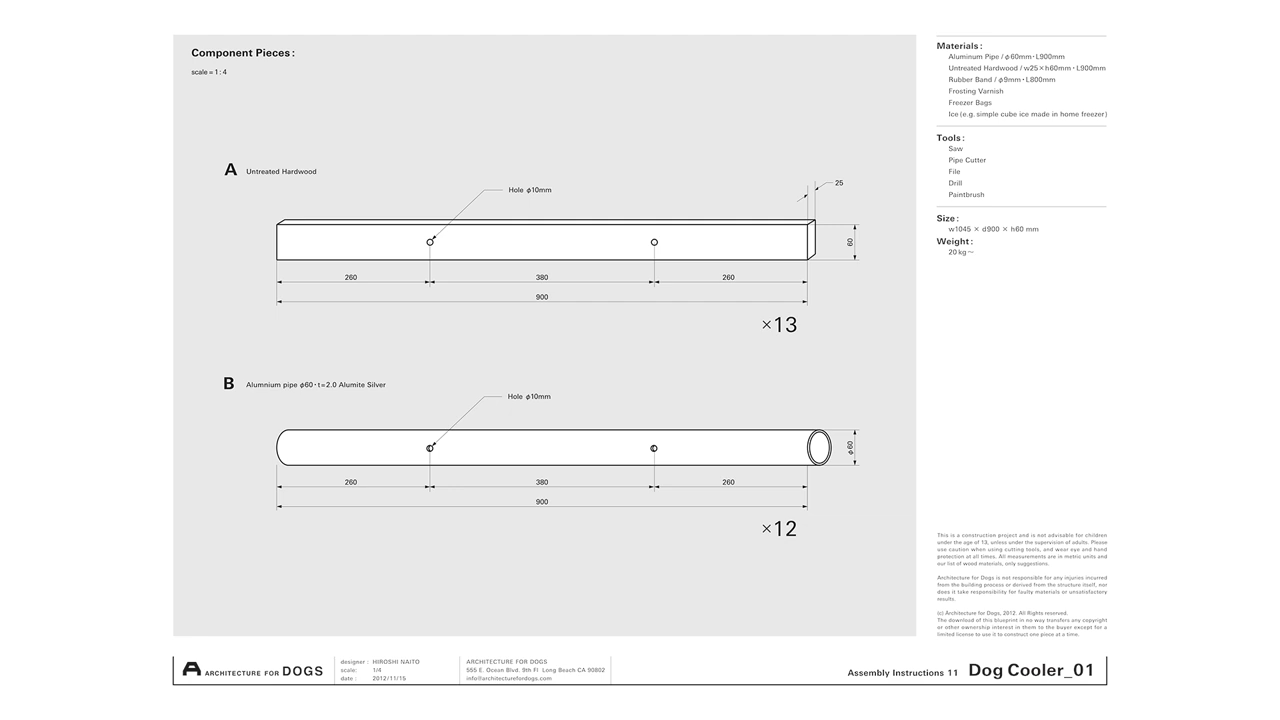 Component Pieces :
scale = 1 : 4
A Untreated Hardwood
Hole φ10mm
25
60
260 380 260
900
×13
B Alumnium pipe φ60・t=2.0 Alumite Silver
Hole φ10mm
φ60
260 380 260
900
×12
Materials :
Aluminum Pipe / φ60mm・L900mm
Untreated Hardwood / w25×h60mm・L900mm
Rubber Band / φ9mm・L800mm
Frosting Varnish
Freezer Bags
Ice (e.g. simple cube ice made in home freezer)
Tools :
Saw
Pipe Cutter
File
Drill
Paintbrush
Size :
w1045 × d900 × h60 mm
Weight :
20 kg〜
This is a construction project and is not advisable for children
under the age of 13, unless under the supervision of adults. Please
use caution when using cutting tools, and wear eye and hand
protection at all times. All measurements are in metric units and
our list of wood materials, only suggestions.
Architecture for Dogs is not responsible for any injuries incurred
from the building process or derived from the structure itself, nor
does it take responsibility for faulty materials or unsatisfactory
results.
(c) Architecture for Dogs, 2012. All Rights reserved.
The download of this blueprint in no way transfers any copyright
or other ownership interest in them to the buyer except for a
limited license to use it to construct one piece at a time.
A ARCHITECTURE FOR DOGS
designer : HIROSHI NAITO
scale: 1/4
date : 2012/11/15
ARCHITECTURE FOR DOGS
555 E. Ocean Blvd. 9th Fl Long Beach CA 90802
info@architecturefordogs.com
Assembly Instructions 11 Dog Cooler_01